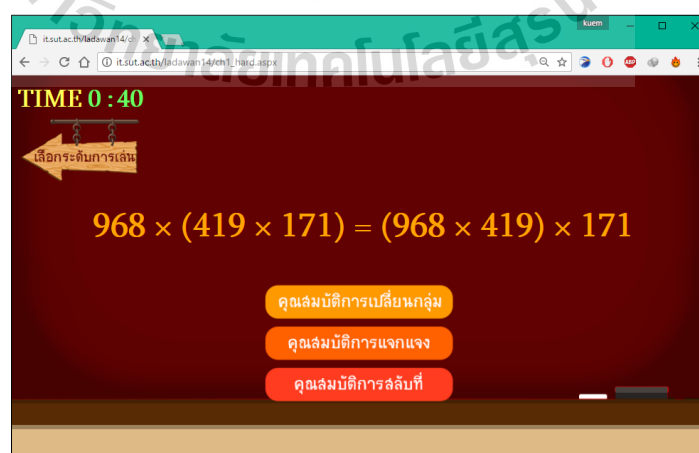 kuem
it.sut.ac.th/ladawan14/ch
it.sut.ac.th/ladawan14/ch1_hard.aspx
TIME 0 : 40
เลือกระดับการเล่น
968 × (419 × 171) = (968 × 419) × 171
คุณสมบัติการเปลี่ยนกลุ่ม
คุณสมบัติการแจกแจง
คุณสมบัติการสลับที่